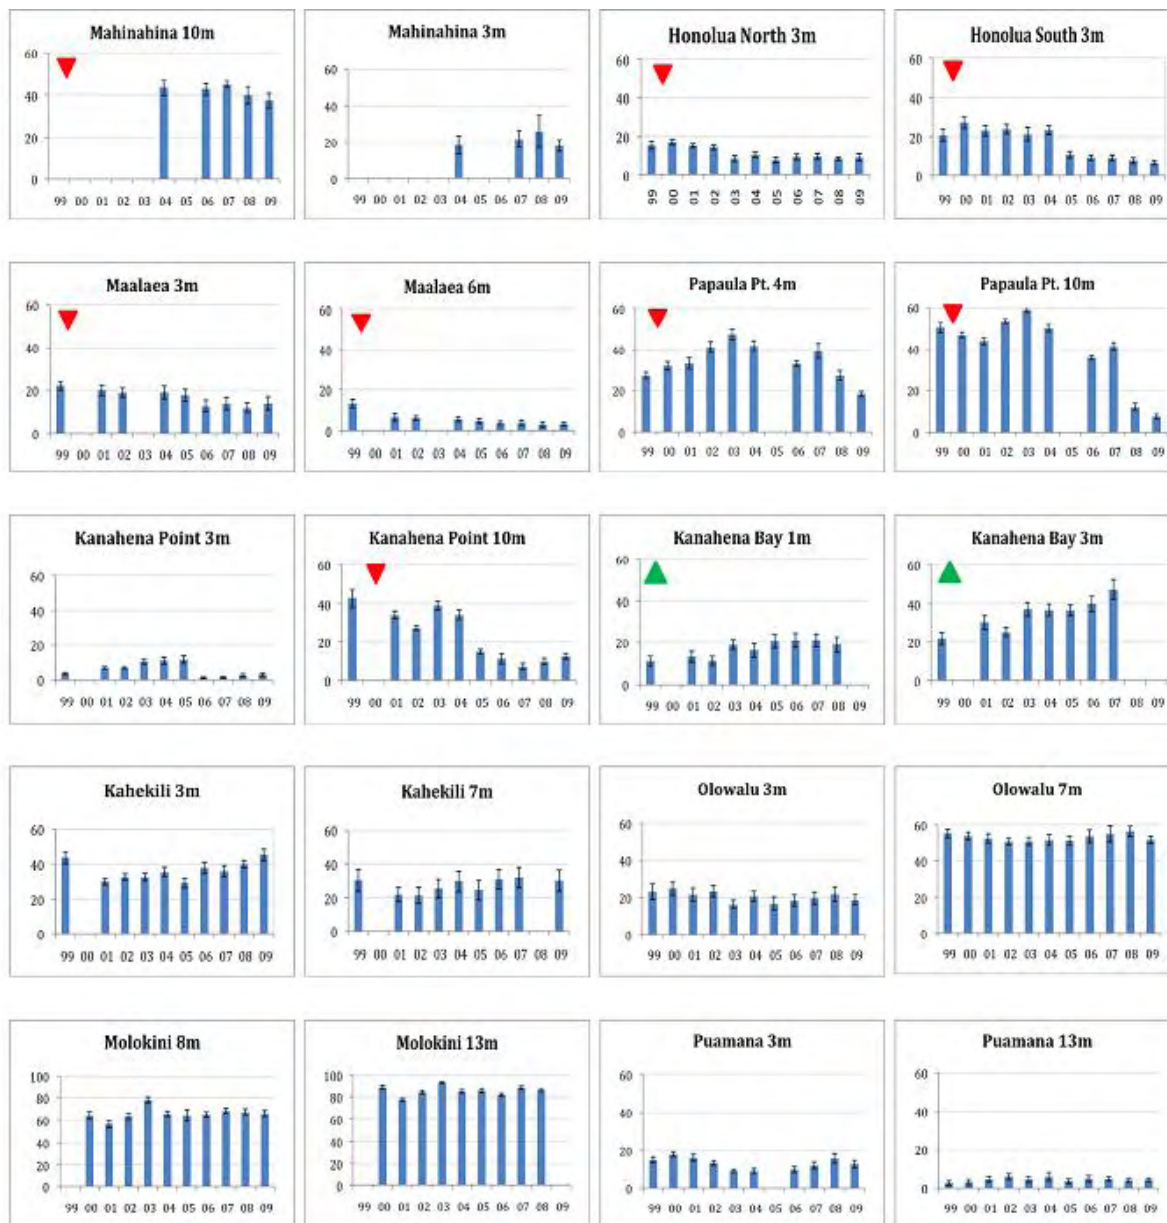 Mahinahina 10m
60
40
20
0
99 00 01 02 03 04 05 06 07 08 09
Mahinahina 3m
60
40
20
0
99 00 01 02 03 04 05 06 07 08 09
Honolua North 3m
60
40
20
0
99 00 01 02 03 04 05 06 07 08 09
Honolua South 3m
60
40
20
0
99 00 01 02 03 04 05 06 07 08 09
Maalaea 3m
60
40
20
0
99 00 01 02 03 04 05 06 07 08 09
Maalaea 6m
60
40
20
0
99 00 01 02 03 04 05 06 07 08 09
Papaula Pt. 4m
60
40
20
0
99 00 01 02 03 04 05 06 07 08 09
Papaula Pt. 10m
60
40
20
0
99 00 01 02 03 04 05 06 07 08 09
Kanahena Point 3m
60
40
20
0
99 00 01 02 03 04 05 06 07 08 09
Kanahena Point 10m
60
40
20
0
99 00 01 02 03 04 05 06 07 08 09
Kanahena Bay 1m
60
40
20
0
99 00 01 02 03 04 05 06 07 08 09
Kanahena Bay 3m
60
40
20
0
99 00 01 02 03 04 05 06 07 08 09
Kahekili 3m
60
40
20
0
99 00 01 02 03 04 05 06 07 08 09
Kahekili 7m
60
40
20
0
99 00 01 02 03 04 05 06 07 08 09
Olowalu 3m
60
40
20
0
99 00 01 02 03 04 05 06 07 08 09
Olowalu 7m
60
40
20
0
99 00 01 02 03 04 05 06 07 08 09
Molokini 8m
100
80
60
40
20
0
99 00 01 02 03 04 05 06 07 08 09
Molokini 13m
100
80
60
40
20
0
99 00 01 02 03 04 05 06 07 08 09
Puamana 3m
60
40
20
0
99 00 01 02 03 04 05 06 07 08 09
Puamana 13m
60
40
20
0
99 00 01 02 03 04 05 06 07 08 09